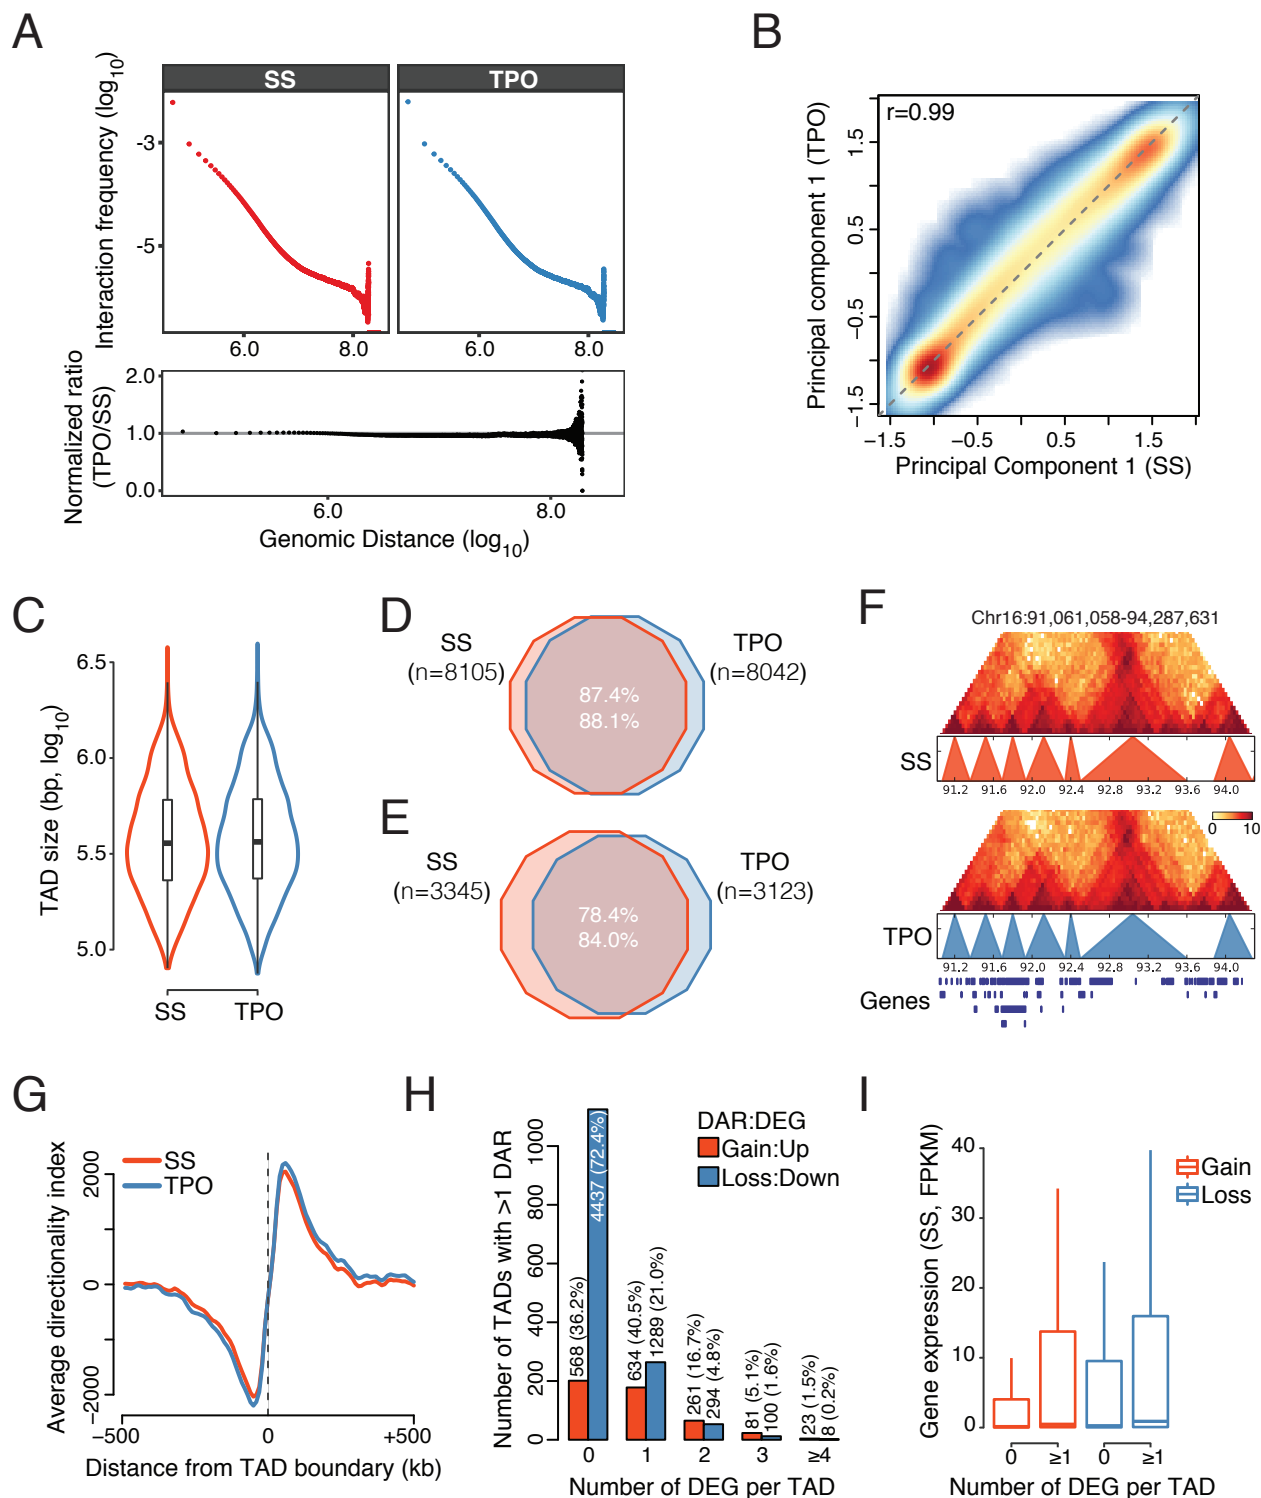 A
SS
TPO
Interaction frequency (log10)
-3
-5
6.0
8.0
6.0
8.0
Normalized ratio
(TPO/SS)
2.0
1.0
0.0
6.0
8.0
Genomic Distance (log10)
B
r=0.99
Principal component 1 (TPO)
1.5
0.5
−0.5
−1.5
−1.5
−0.5
0.5
1.5
Principal Component 1 (SS)
C
TAD size (bp, log10)
6.5
6.0
5.5
5.0
SS
TPO
D
SS
(n=8105)
TPO
(n=8042)
87.4%
88.1%
E
SS
(n=3345)
TPO
(n=3123)
78.4%
84.0%
F
Chr16:91,061,058-94,287,631
SS
91.2 91.6 92.0 92.4 92.8 93.2 93.6 94.0
0 10
TPO
91.2 91.6 92.0 92.4 92.8 93.2 93.6 94.0
Genes
G
Average directionality index
SS
TPO
2000
0
−2000
−500
0
+500
Distance from TAD boundary (kb)
H
Number of TADs with >1 DAR
DAR:DEG
Gain:Up
Loss:Down
1000
800
600
400
200
0
568 (36.2%)
4437 (72.4%)
634 (40.5%)
1289 (21.0%)
261 (16.7%)
294 (4.8%)
81 (5.1%)
100 (1.6%)
23 (1.5%)
8 (0.2%)
0
1
2
3
≥4
Number of DEG per TAD
I
Gene expression (SS, FPKM)
40
30
20
10
0
Gain
Loss
0
≥1
0
≥1
Number of DEG per TAD